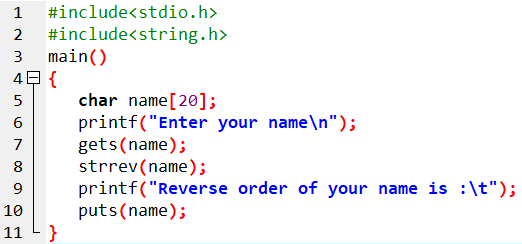 1 #include<stdio.h>
2 #include<string.h>
3 main()
4 {
5 char name[20];
6 printf("Enter your name\n");
7 gets(name);
8 strrev(name);
9 printf("Reverse order of your name is :\t");
10 puts(name);
11 }